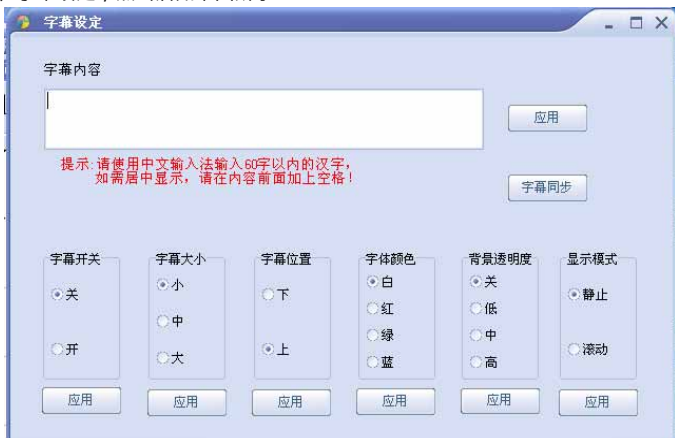 字幕设定
字幕内容
应用
提示:请使用中文输入法输入60字以内的汉字,
如需居中显示,请在内容前面加上空格!
字幕同步
字幕开关 字幕大小 字幕位置 字体颜色 背景透明度 显示模式
关 小 下 白 关 静止
红 低
中
绿 中
开 大 上 蓝 高 滚动
应用 应用 应用 应用 应用 应用